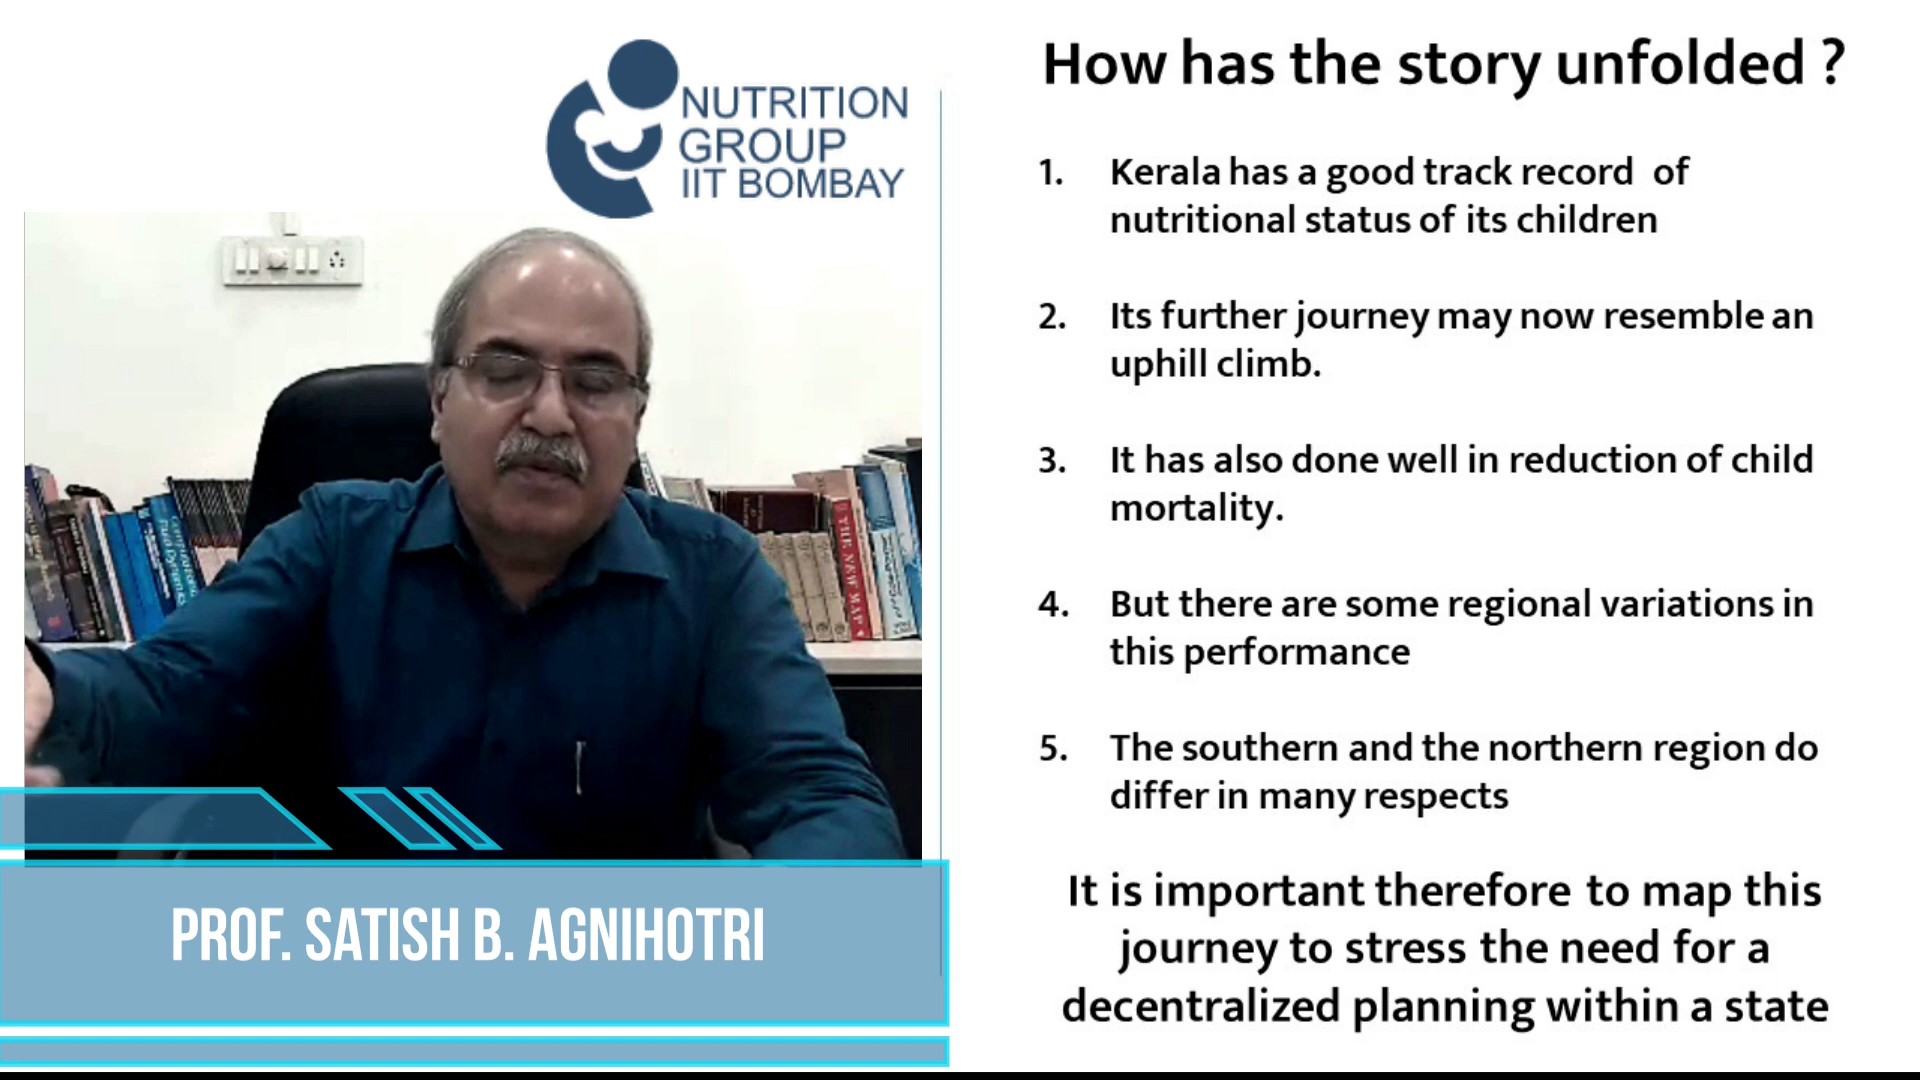 NUTRITION
GROUP
IIT BOMBAY
THE NEW MAP
PROF. SATISH B. AGNIHOTRI
How has the story unfolded ?
1. Kerala has a good track record of
nutritional status of its children
2. Its further journey may now resemble an
uphill climb.
3. It has also done well in reduction of child
mortality.
4. But there are some regional variations in
this performance
5. The southern and the northern region do
differ in many respects
It is important therefore to map this
journey to stress the need for a
decentralized planning within a state